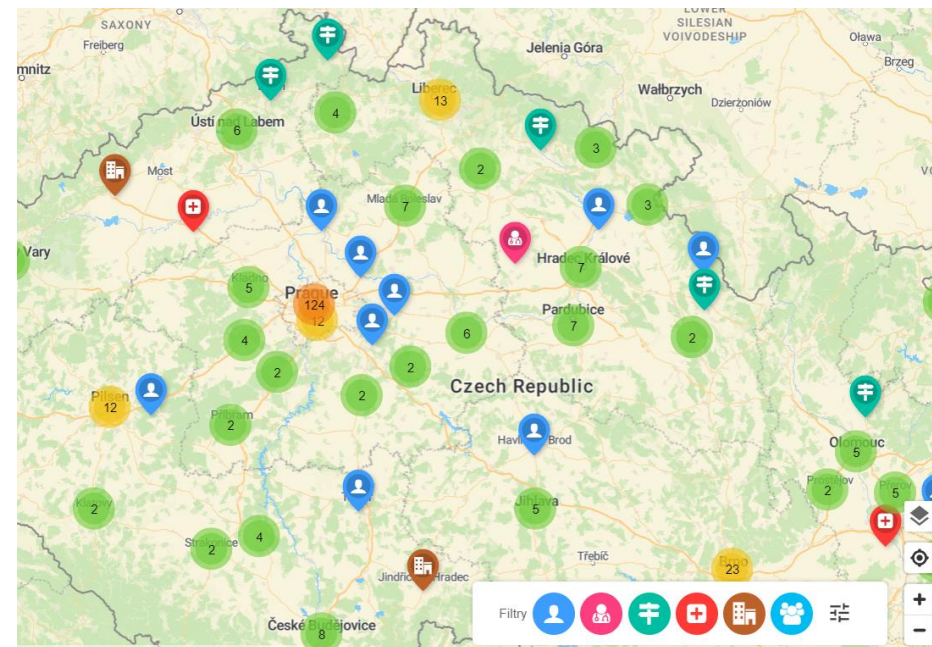 SAXONY
LOWER
SILESIAN
VOIVODESHIP
Freiberg
Jelenia Góra
Oława
Brzeg
mnitz
Wałbrzych
Dzierżoniów
Liberec
13
4
Ústí nad Labem
6
3
2
Most
Mladá Boleslav
7
3
Vary
Hradec Králové
7
Kladno
5
Prague
124
12
Pardubice
7
6
2
4
2
2
2
Czech Republic
Pilsen
12
Příbram
2
Havl Brod
Olomouc
5
Prostějov
2
Přerov
5
Klatovy
2
Jihlava
5
Strakonice
2
4
Třebíč
Brno
23
Jindřic Hradec
Filtry
České Budějovice
8
+
−